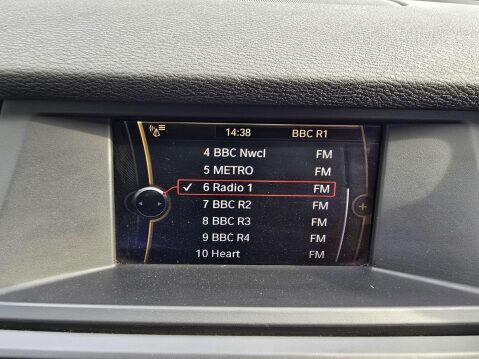 14:38 BBC R1
4 BBC Nwcl FM
5 METRO FM
6 Radio 1 FM
7 BBC R2 FM
8 BBC R3 FM
9 BBC R4 FM
10 Heart FM